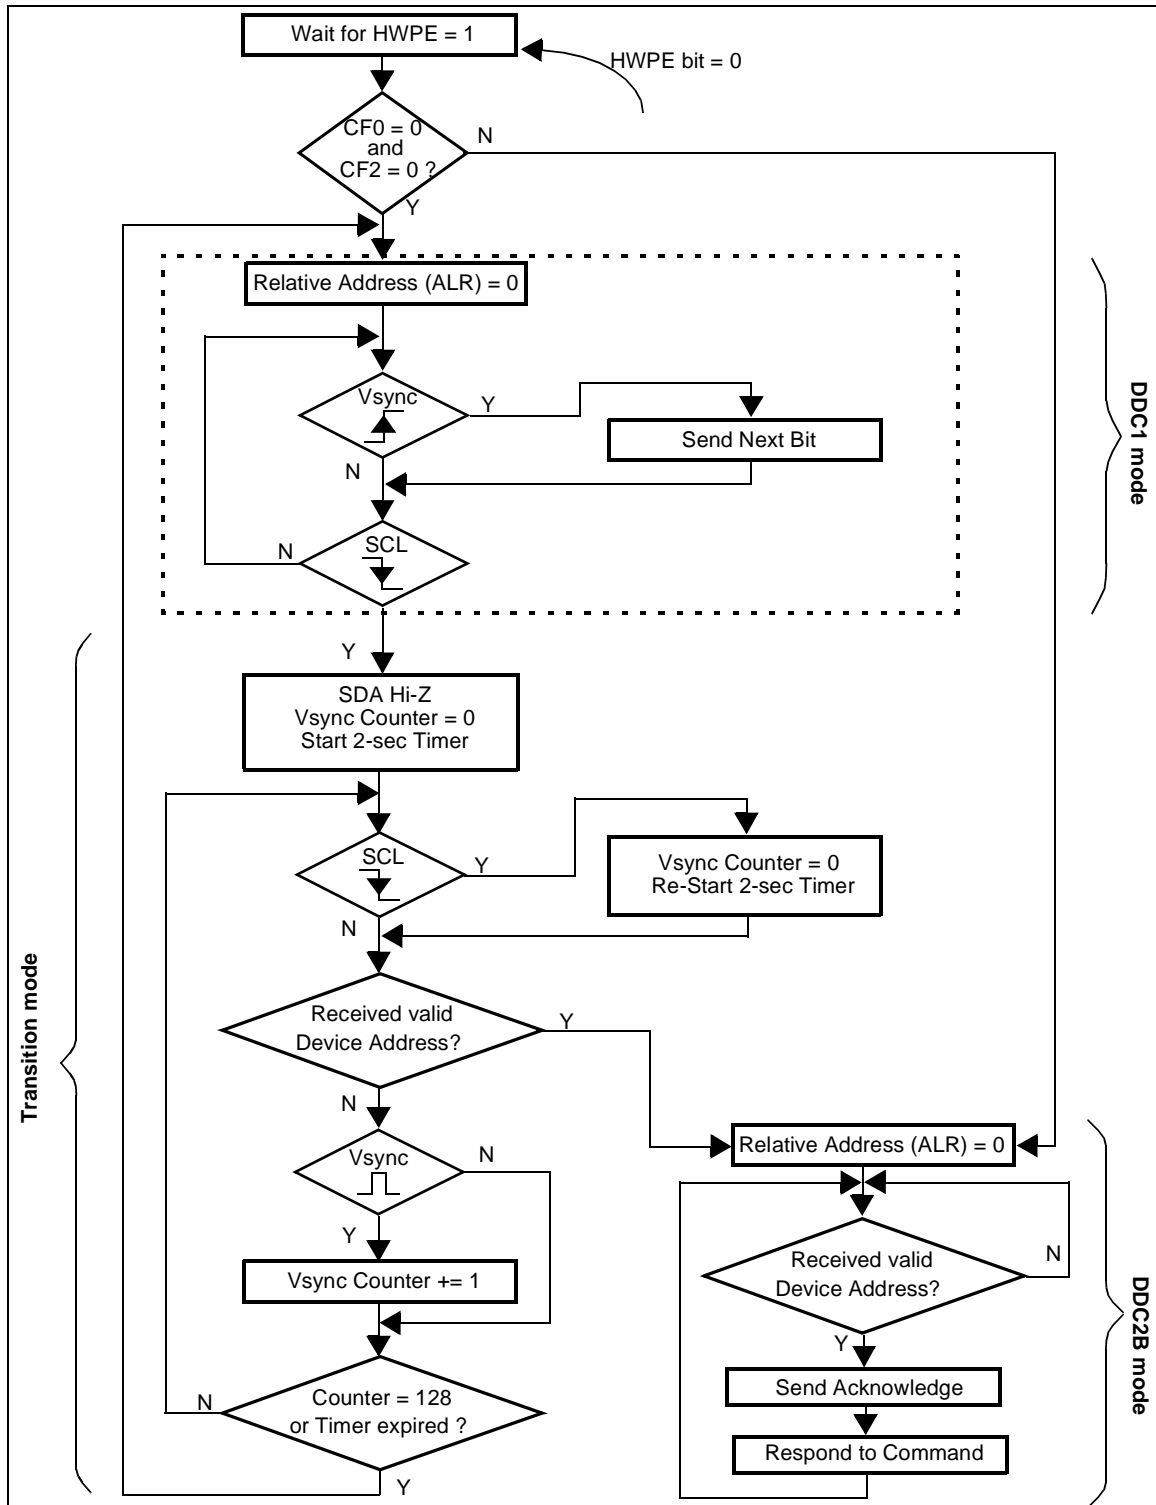 Wait for HWPE = 1
HWPE bit = 0
CF0 = 0
and
CF2 = 0 ?
N
Y
Relative Address (ALR) = 0
Vsync
Y
Send Next Bit
N
SCL
N
DDC1 mode
Y
SDA Hi-Z
Vsync Counter = 0
Start 2-sec Timer
SCL
Y
Vsync Counter = 0
Re-Start 2-sec Timer
N
Received valid
Device Address?
Y
N
Transition mode
Vsync
N
Y
Vsync Counter += 1
Counter = 128
or Timer expired ?
N
Y
Relative Address (ALR) = 0
Received valid
Device Address?
N
Y
Send Acknowledge
Respond to Command
DDC2B mode